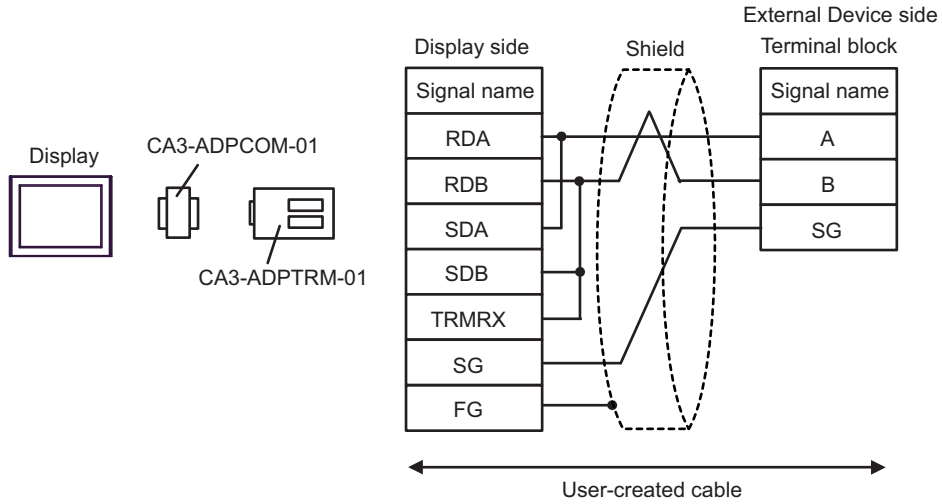 External Device side
Display side
Shield
Terminal block
Signal name
Signal name
RDA
A
RDB
B
SDA
SG
SDB
TRMRX
SG
FG
Display
CA3-ADPCOM-01
CA3-ADPTRM-01
User-created cable